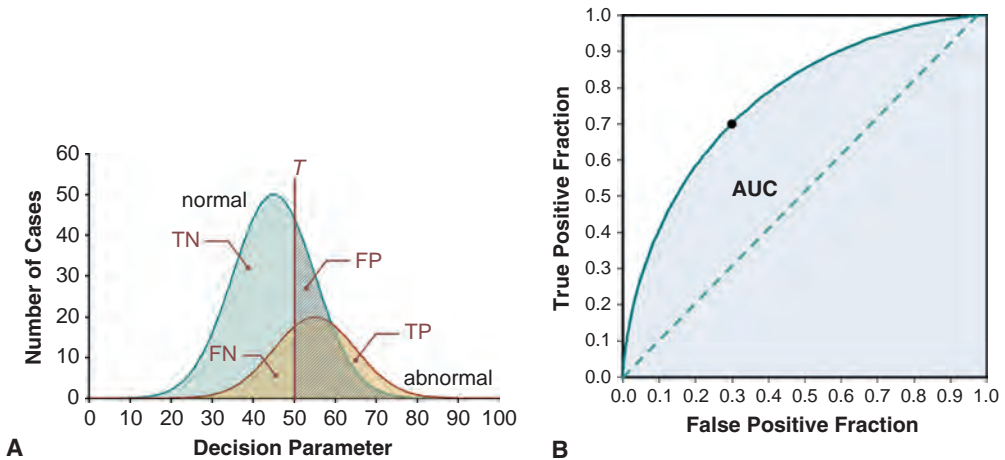 60
50
40
30
20
10
0
Number of Cases
T
normal
TN
FP
FN
TP
abnormal
0 10 20 30 40 50 60 70 80 90 100
Decision Parameter
A
1.0
0.9
0.8
0.7
0.6
0.5
0.4
0.3
0.2
0.1
0.0
True Positive Fraction
AUC
0.0 0.1 0.2 0.3 0.4 0.5 0.6 0.7 0.8 0.9 1.0
False Positive Fraction
B